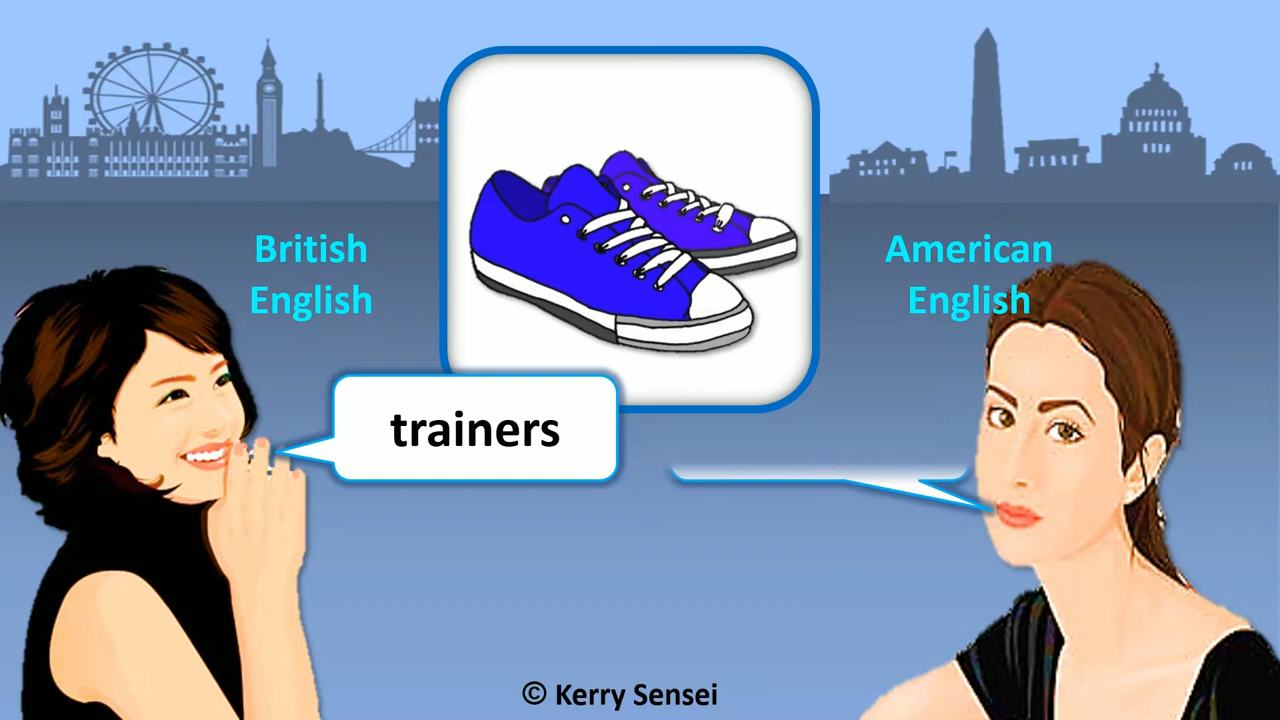 British
English
American
English
trainers
© Kerry Sensei